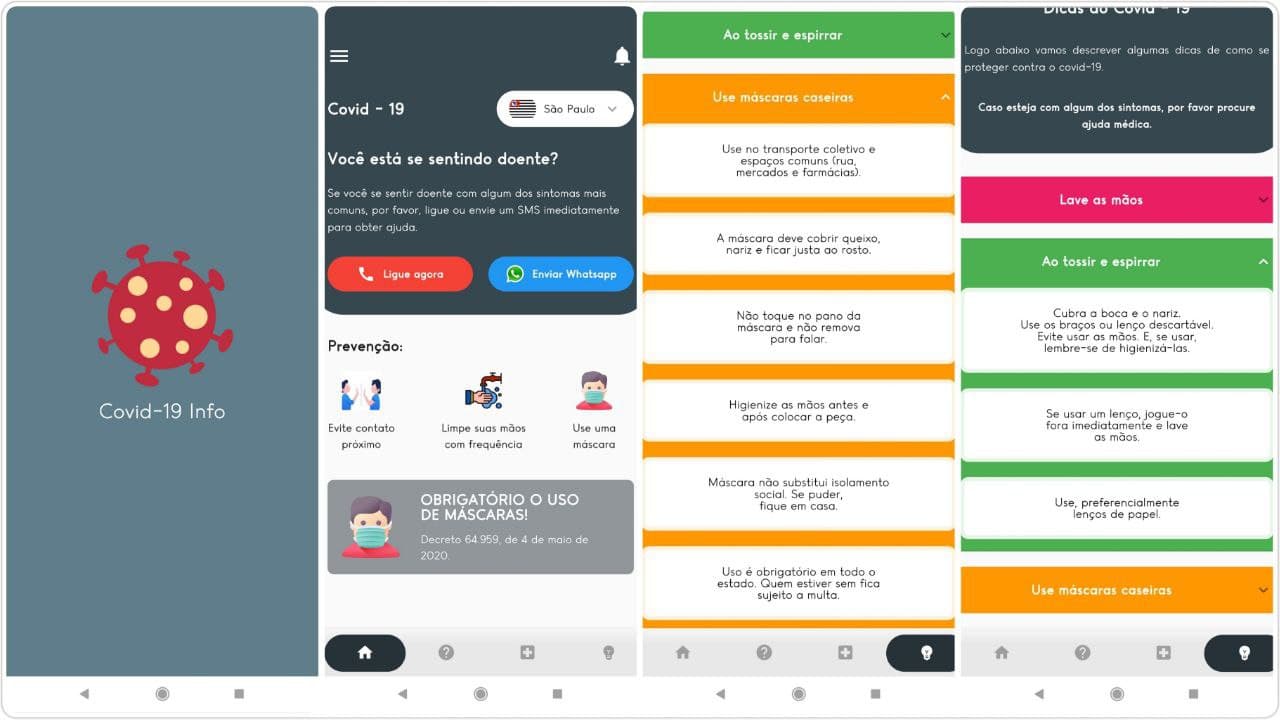 Covid-19 Info
Covid - 19
São Paulo
Você está se sentindo doente?
Se você se sentir doente com algum dos sintomas mais
comuns, por favor, ligue ou envie um SMS imediatamente
para obter ajuda.
Ligue agora
Enviar Whatsapp
Prevenção:
Evite contato
próximo
Limpe suas mãos
com frequência
Use uma
máscara
OBRIGATÓRIO O USO
DE MÁSCARAS!
Decreto 64.959, de 4 de maio de
2020.
Ao tossir e espirrar
Use máscaras caseiras
Use no transporte coletivo e
espaços comuns (rua,
mercados e farmácias).
A máscara deve cobrir queixo,
nariz e ficar justa ao rosto.
Não toque no pano da
máscara e não remova
para falar.
Higienize as mãos antes e
após colocar a peça.
Máscara não substitui isolamento
social. Se puder,
fique em casa.
Uso é obrigatório em todo o
estado. Quem estiver sem fica
sujeito a multa.
Dicas do Covid - 19
Logo abaixo vamos descrever algumas dicas de como se
proteger contra o covid-19.
Caso esteja com algum dos sintomas, por favor procure
ajuda médica.
Lave as mãos
Ao tossir e espirrar
Cubra a boca e o nariz.
Use os braços ou lenço descartável.
Evite usar as mãos. E, se usar,
lembre-se de higienizá-las.
Se usar um lenço, jogue-o
fora imediatamente e lave
as mãos.
Use, preferencialmente
lenços de papel.
Use máscaras caseiras